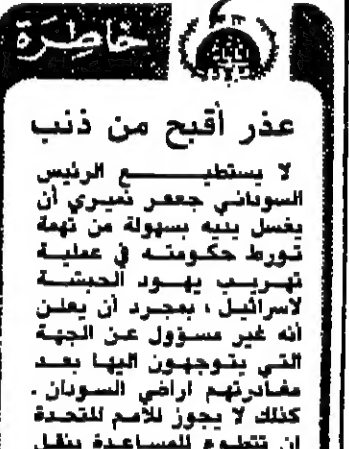 خاطرة
عذر أقبح من ذنب
لا يستطيع الرئيس
السوداني جعفر نميري أن
يغسل يديه بسهولة من تهمة
تورط حكومته في عملية
تهريب يهود الحبشة
لاسرائيل ، بمجرد أن يعلن
أنه غير مسؤول عن الجهة
التي يتوجهون اليها بعد
مغادرتهم اراضي السودان .
كذلك لا يجوز للأمم المتحدة
ان تتطوع للمساعدة بنقل